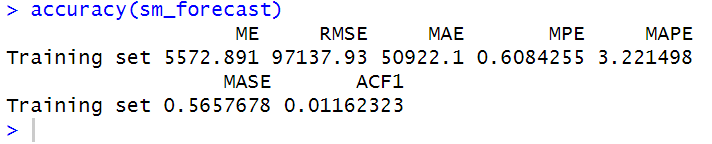 > accuracy(sm_forecast)
ME RMSE MAE MPE MAPE
Training set 5572.891 97137.93 50922.1 0.6084255 3.221498
MASE ACF1
Training set 0.5657678 0.01162323
>